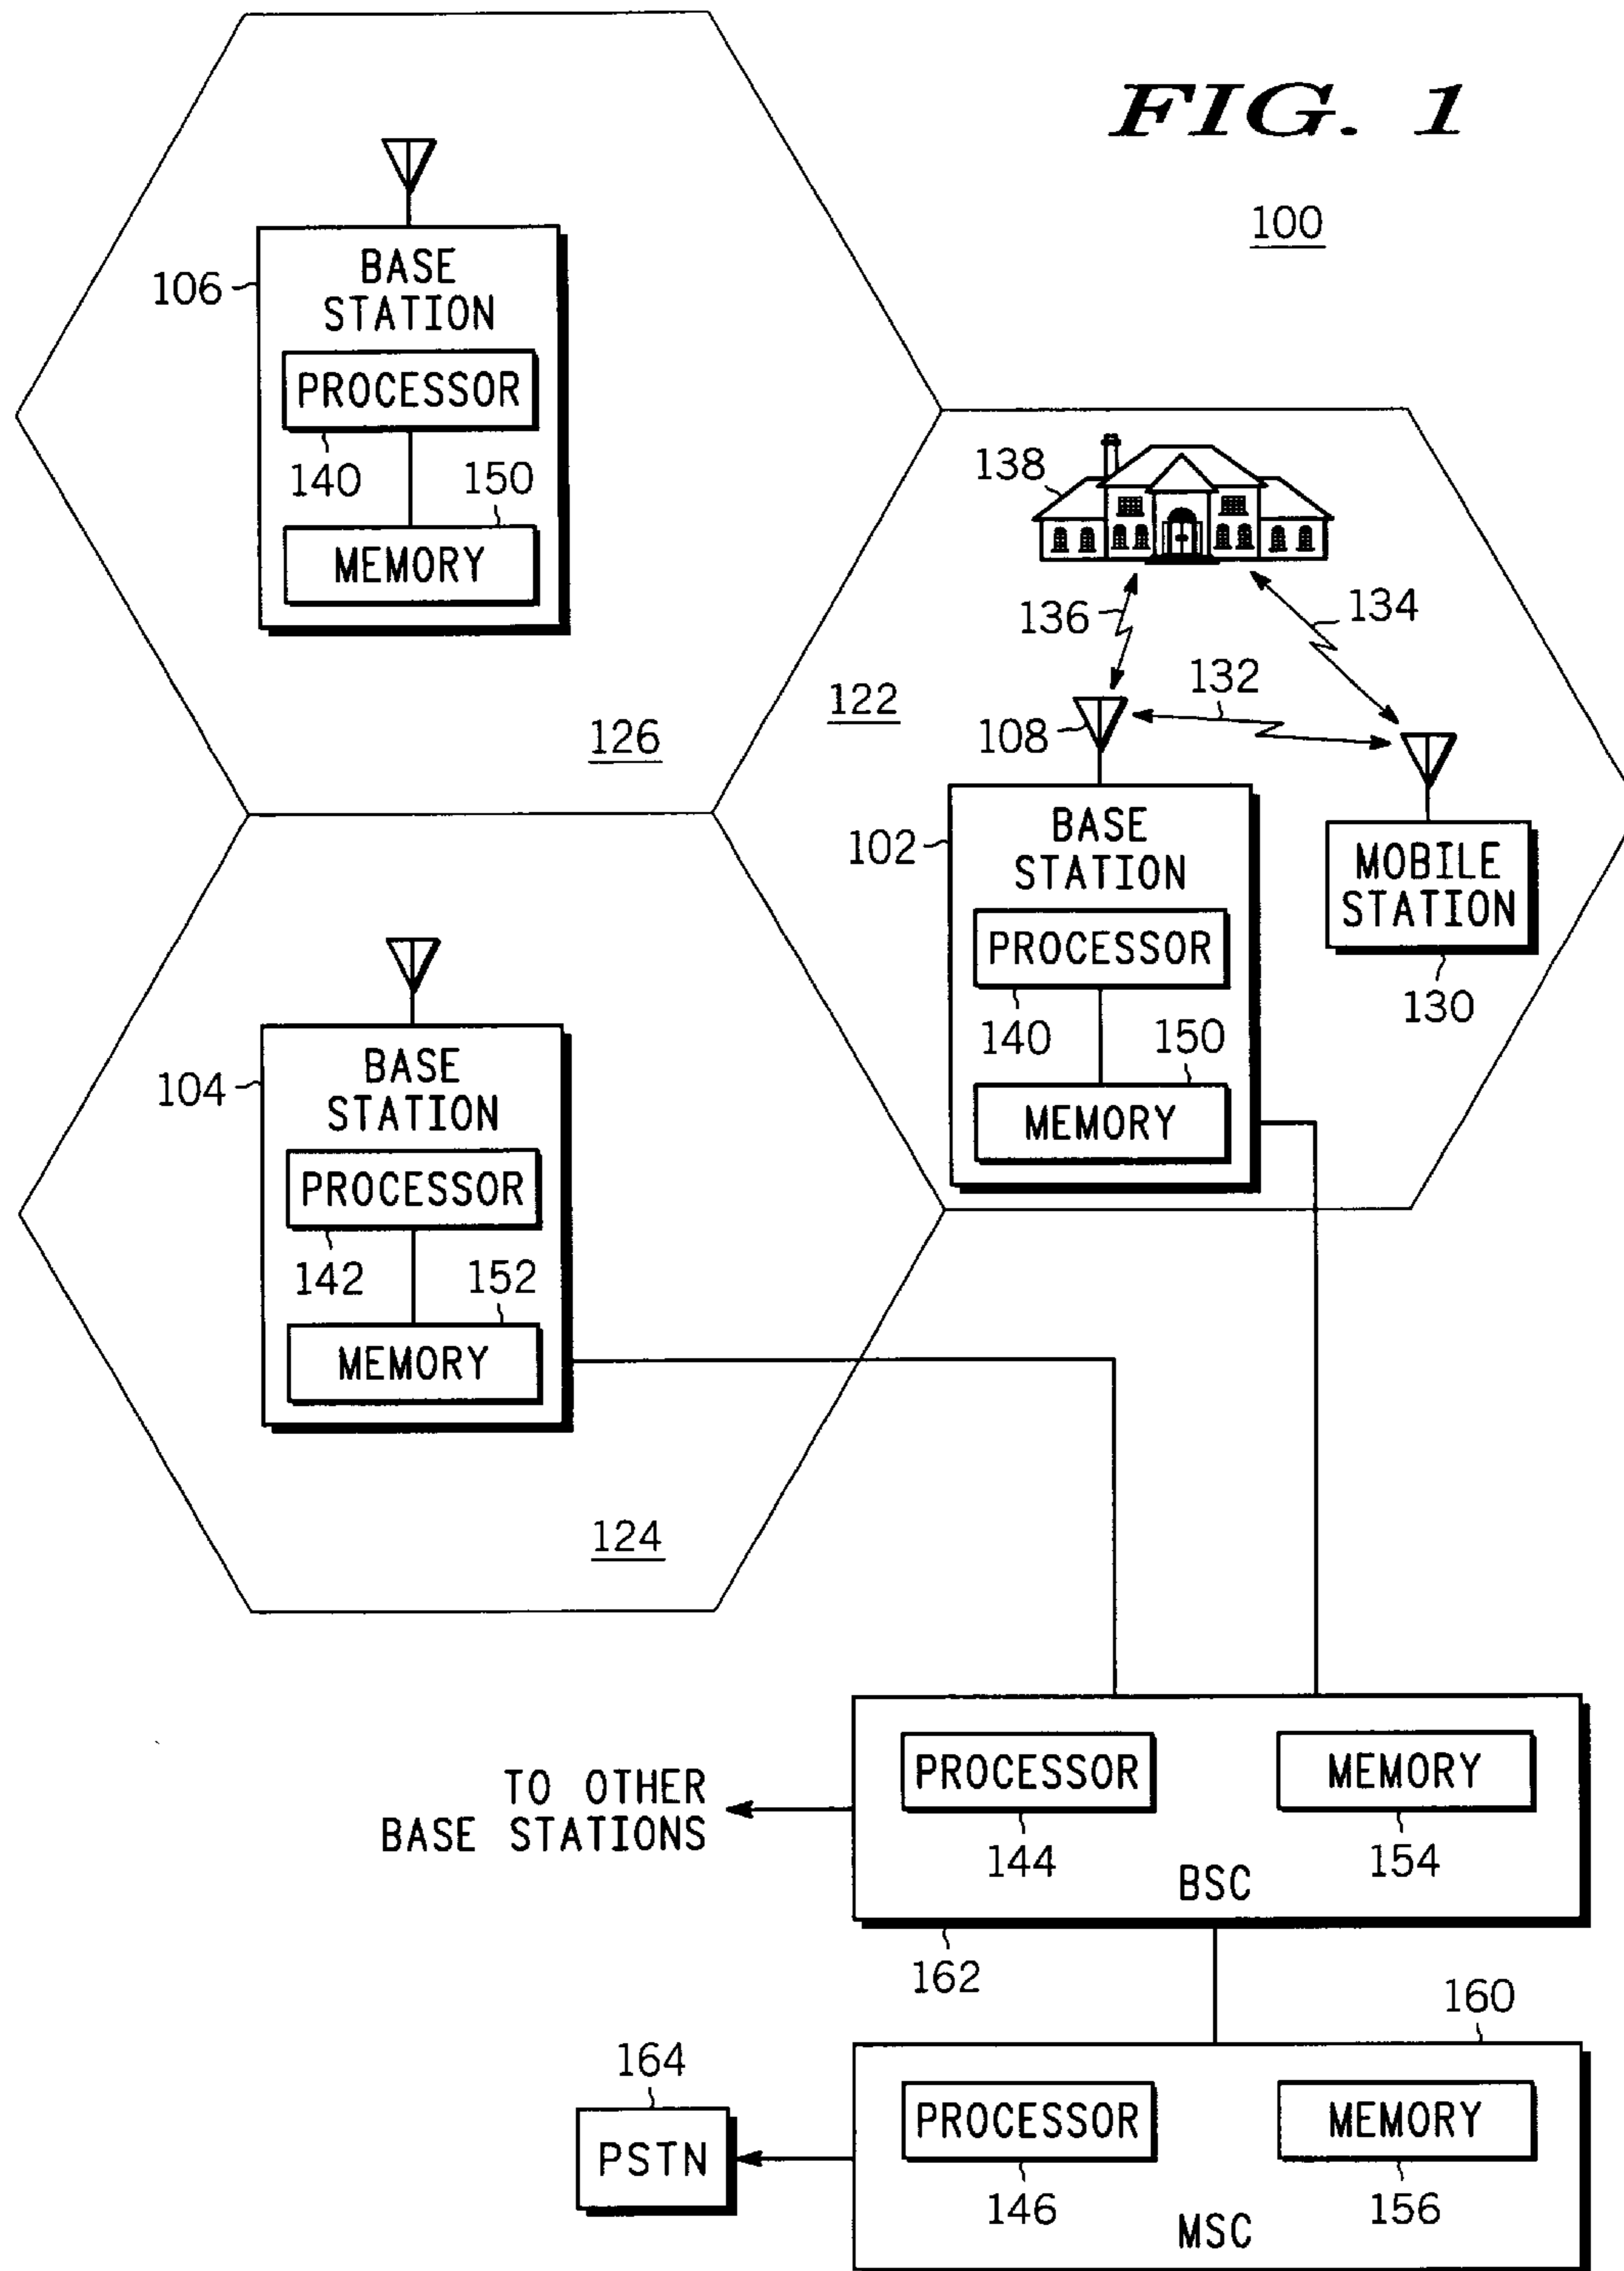 FIG. 1
100
106
BASE
STATION
PROCESSOR
140
150
MEMORY
126
138
136
134
122
132
108
102
BASE
STATION
PROCESSOR
140
150
MEMORY
MOBILE
STATION
130
104
BASE
STATION
PROCESSOR
142
152
MEMORY
124
TO OTHER
BASE STATIONS
PROCESSOR
144
MEMORY
154
BSC
162
160
164
PSTN
PROCESSOR
146
MEMORY
156
MSC